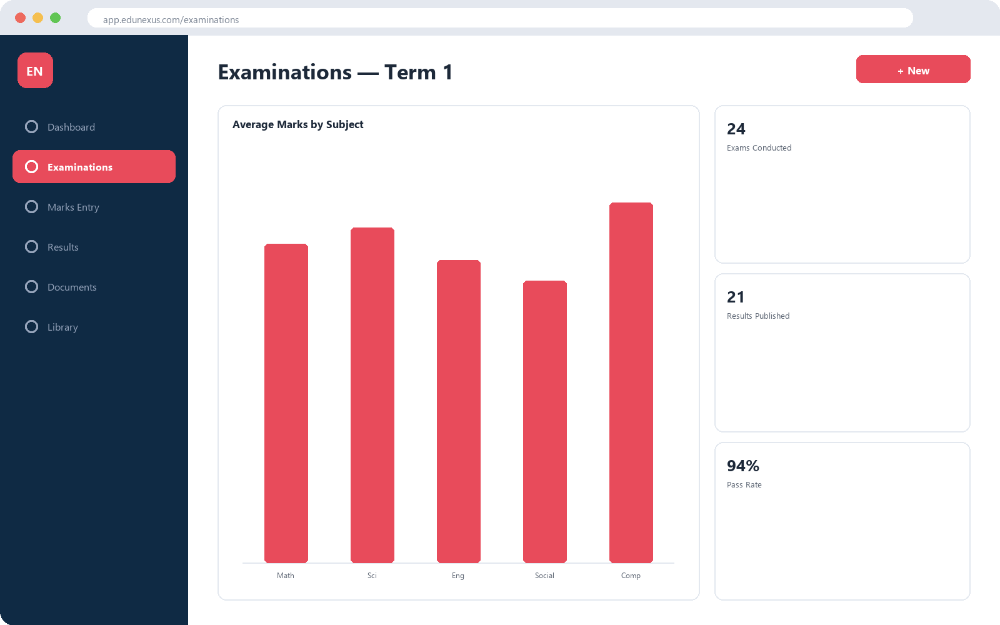 app.edunexus.com/examinations
EN
Dashboard
Examinations
Marks Entry
Results
Documents
Library
Examinations — Term 1
+ New
Average Marks by Subject
Math
Sci
Eng
Social
Comp
24
Exams Conducted
21
Results Published
94%
Pass Rate